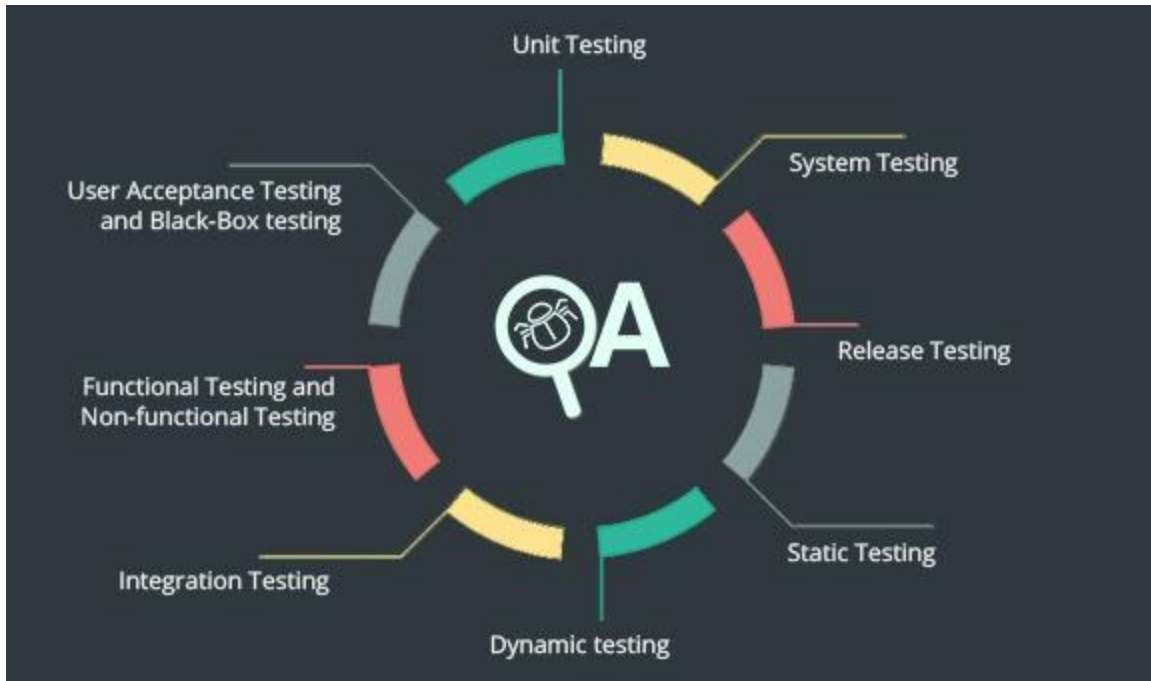 Unit Testing
System Testing
User Acceptance Testing
and Black-Box testing
QA
Release Testing
Functional Testing and
Non-functional Testing
Static Testing
Integration Testing
Dynamic testing